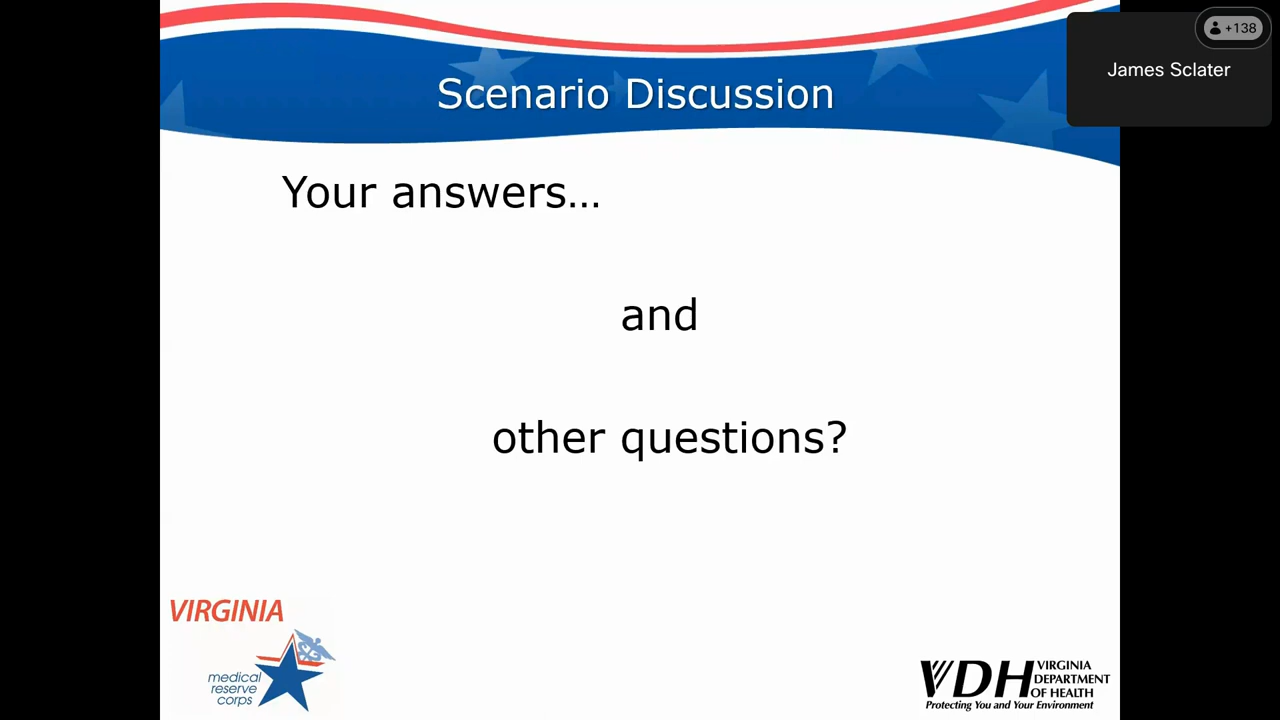 +138
James Sclater
Scenario Discussion
Your answers…
and
other questions?
VIRGINIA
medical
reserve
corps
VDH
VIRGINIA
DEPARTMENT
OF HEALTH
Protecting You and Your Environment